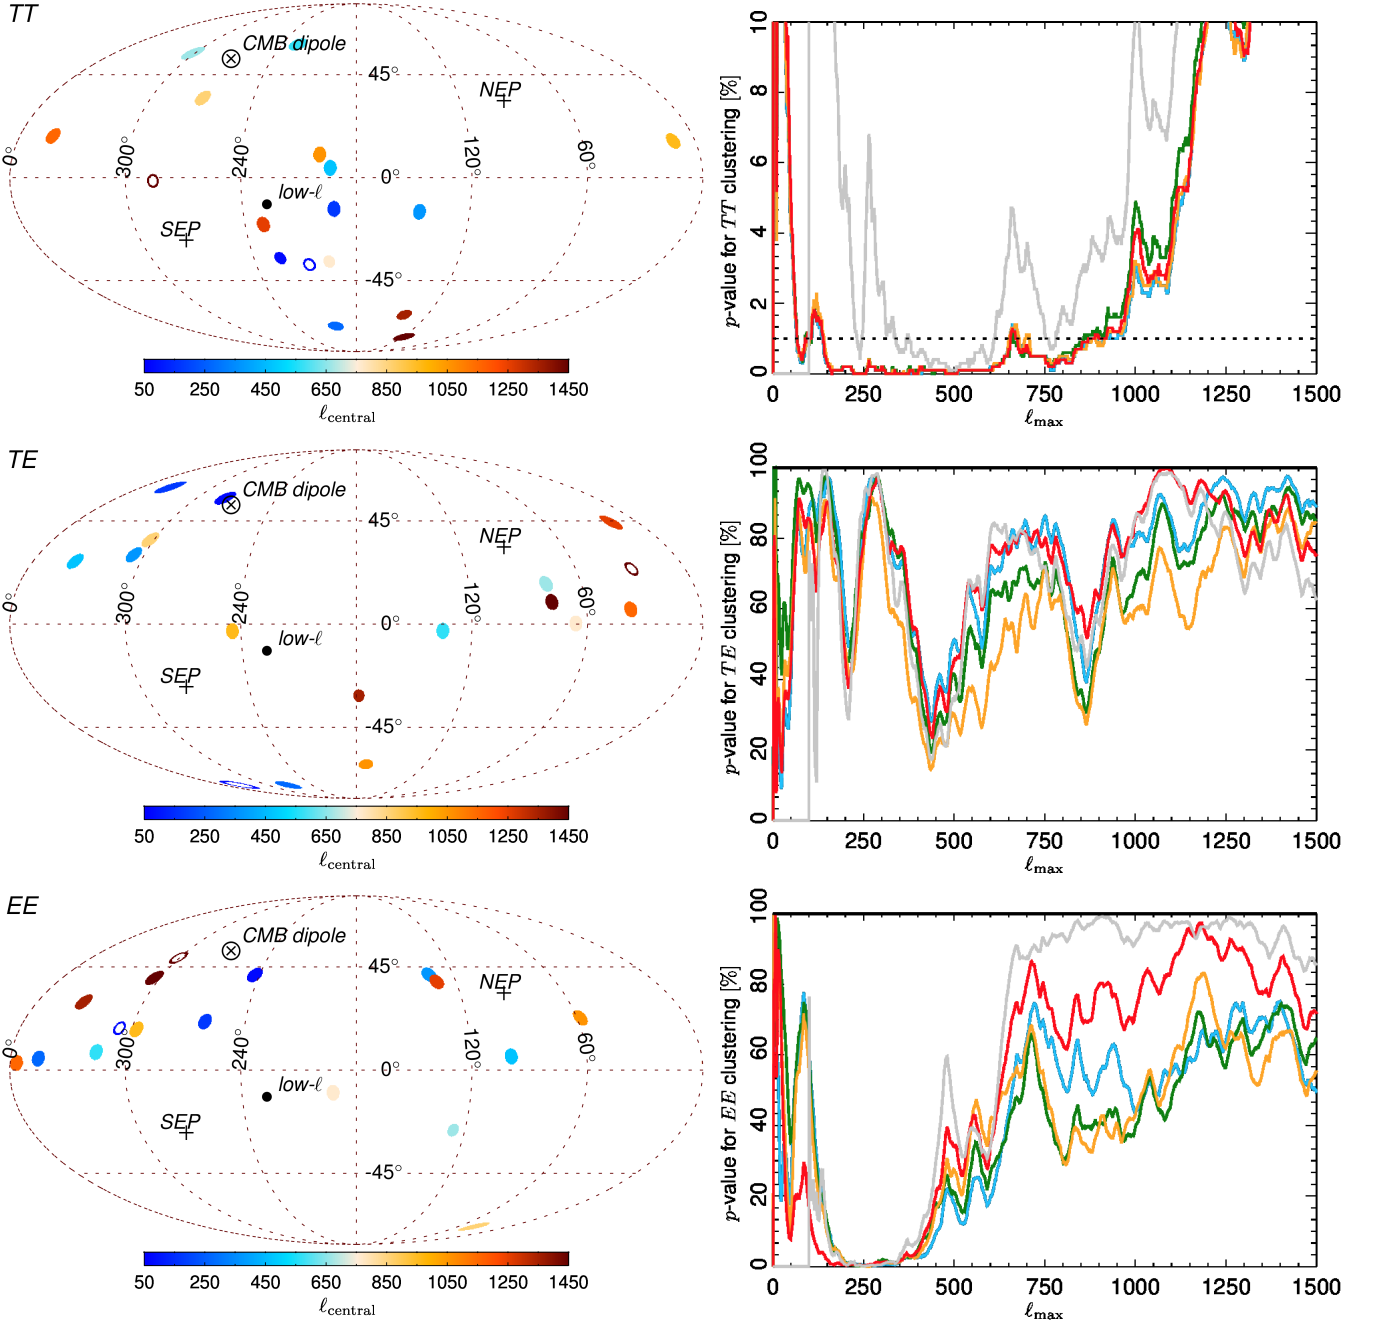 TT
CMB dipole
45°
NEP
0°
300°
240°
120°
60°
0°
low-ℓ
SEP
-45°
50 250 450 650 850 1050 1250 1450
ℓcentral
p-value for TT clustering [%]
10
8
6
4
2
0
0 250 500 750 1000 1250 1500
ℓmax
TE
CMB dipole
45°
NEP
0°
300°
240°
120°
60°
0°
low-ℓ
SEP
-45°
50 250 450 650 850 1050 1250 1450
ℓcentral
p-value for TE clustering [%]
100
80
60
40
20
0
0 250 500 750 1000 1250 1500
ℓmax
EE
CMB dipole
45°
NEP
0°
300°
240°
120°
60°
0°
low-ℓ
SEP
-45°
50 250 450 650 850 1050 1250 1450
ℓcentral
p-value for EE clustering [%]
100
80
60
40
20
0
0 250 500 750 1000 1250 1500
ℓmax